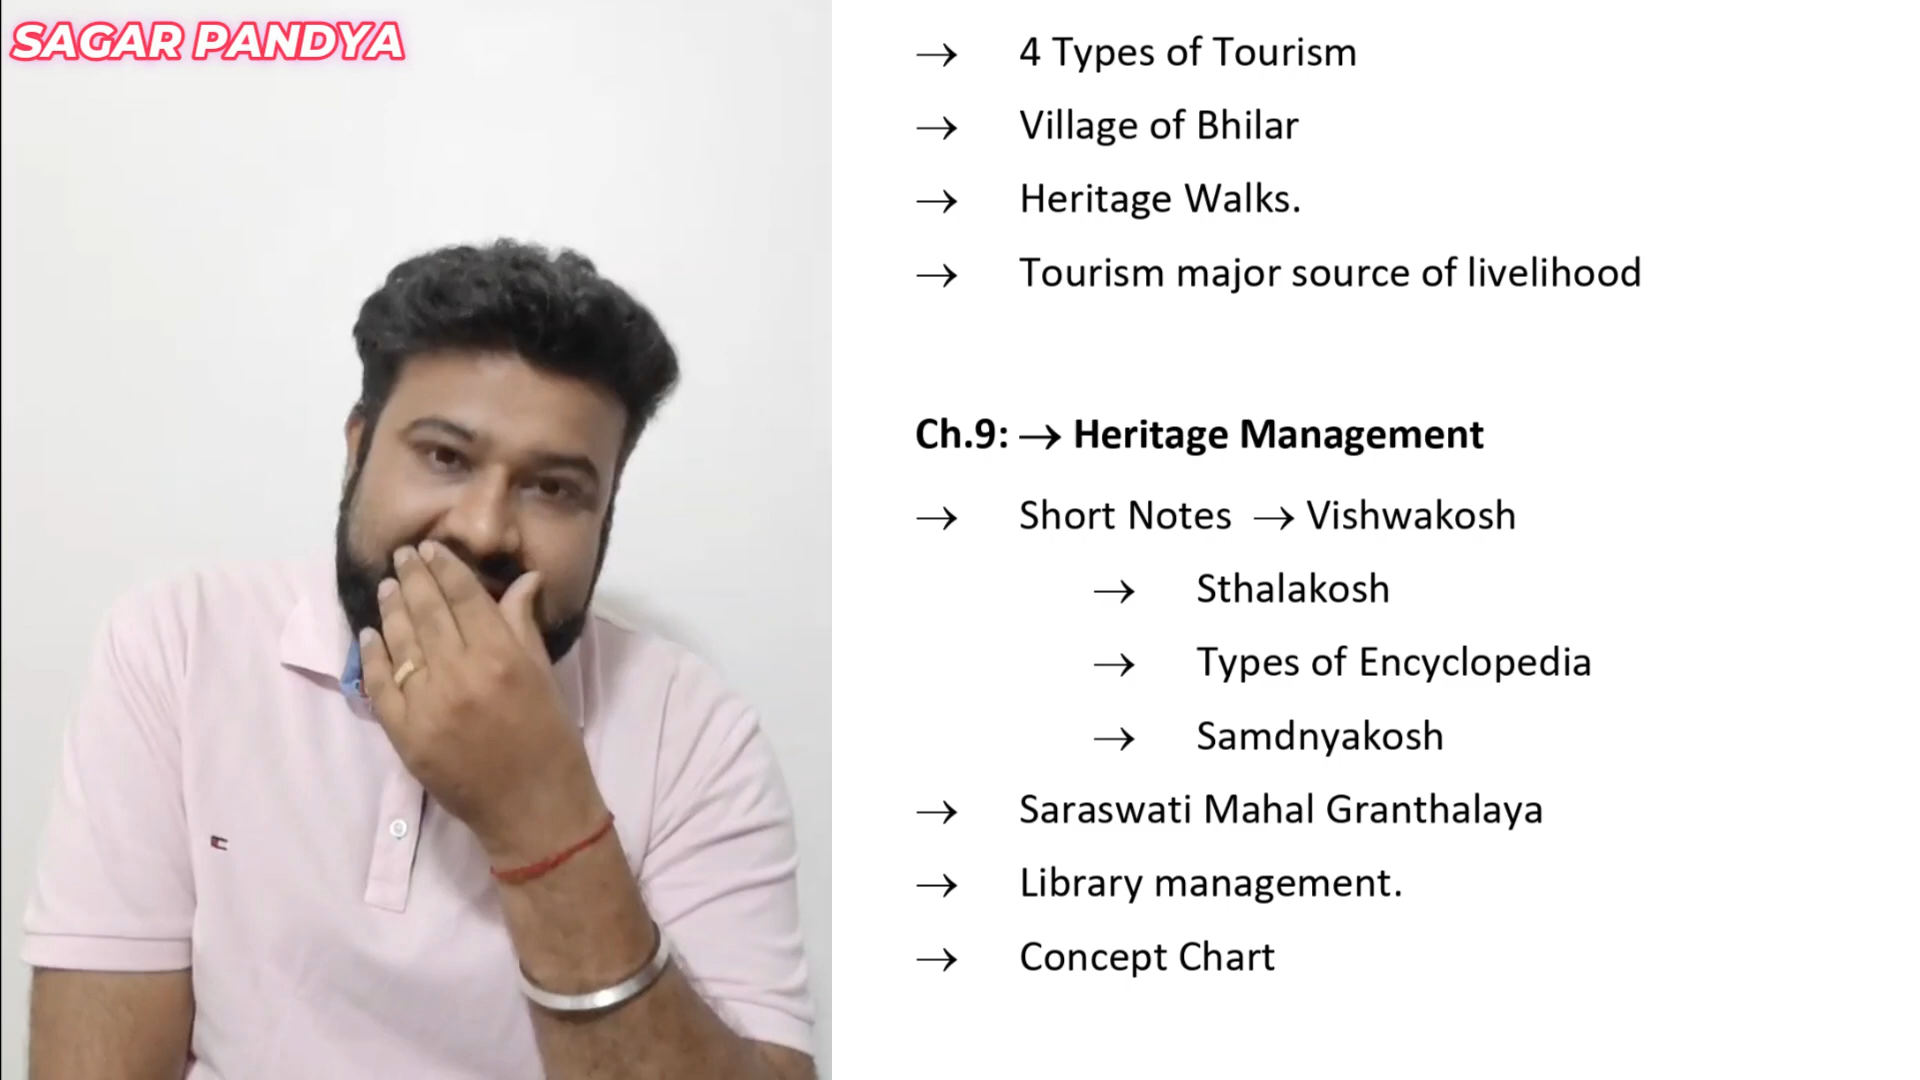 SAGAR PANDYA
→ 4 Types of Tourism
→ Village of Bhilar
→ Heritage Walks.
→ Tourism major source of livelihood
Ch.9: → Heritage Management
→ Short Notes → Vishwakosh
→ Sthalakosh
→ Types of Encyclopedia
→ Samdnyakosh
→ Saraswati Mahal Granthalaya
→ Library management.
→ Concept Chart